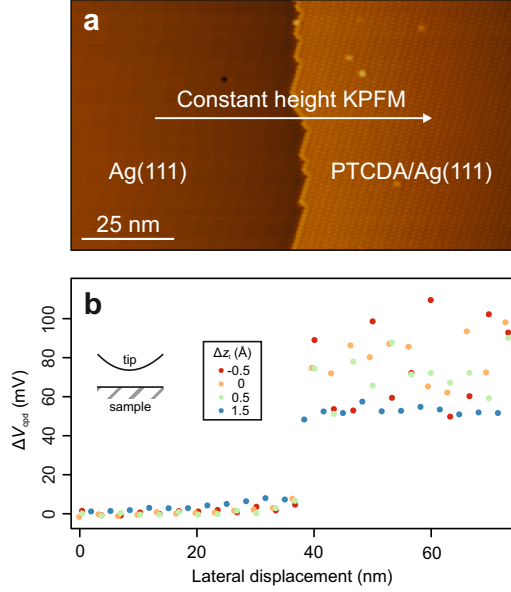 a
Constant height KPFM
Ag(111)
PTCDA/Ag(111)
25 nm
b
tip
sample
Δzₜ (Å)
-0.5
0
0.5
1.5
ΔV_cpd (mV)
100
80
60
40
20
0
0
20
40
60
Lateral displacement (nm)